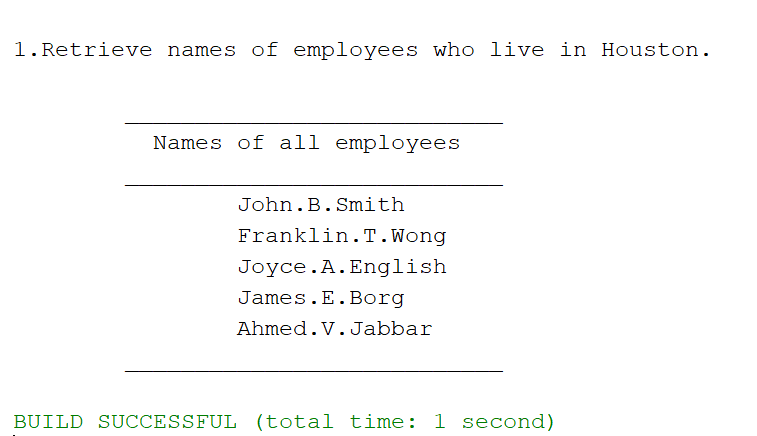 1.Retrieve names of employees who live in Houston.
Names of all employees
John.B.Smith
Franklin.T.Wong
Joyce.A.English
James.E.Borg
Ahmed.V.Jabbar
BUILD SUCCESSFUL (total time: 1 second)